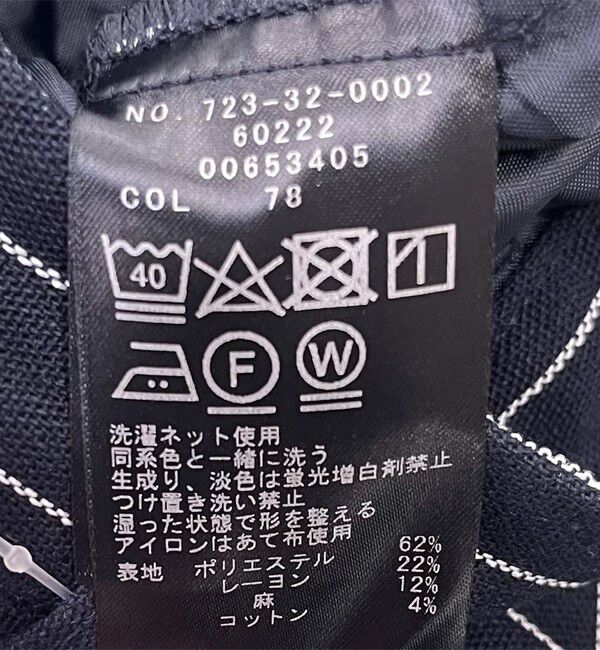 NO. 723-32-0002
60222
00653405
COL 78
40
F W
洗濯ネット使用
同系色と一緒に洗う
生成り、淡色は蛍光増白剤禁止
つけ置き洗い禁止
湿った状態で形を整える
アイロンはあて布使用
表地 ポリエステル 62%
レーヨン 22%
麻 12%
コットン 4%